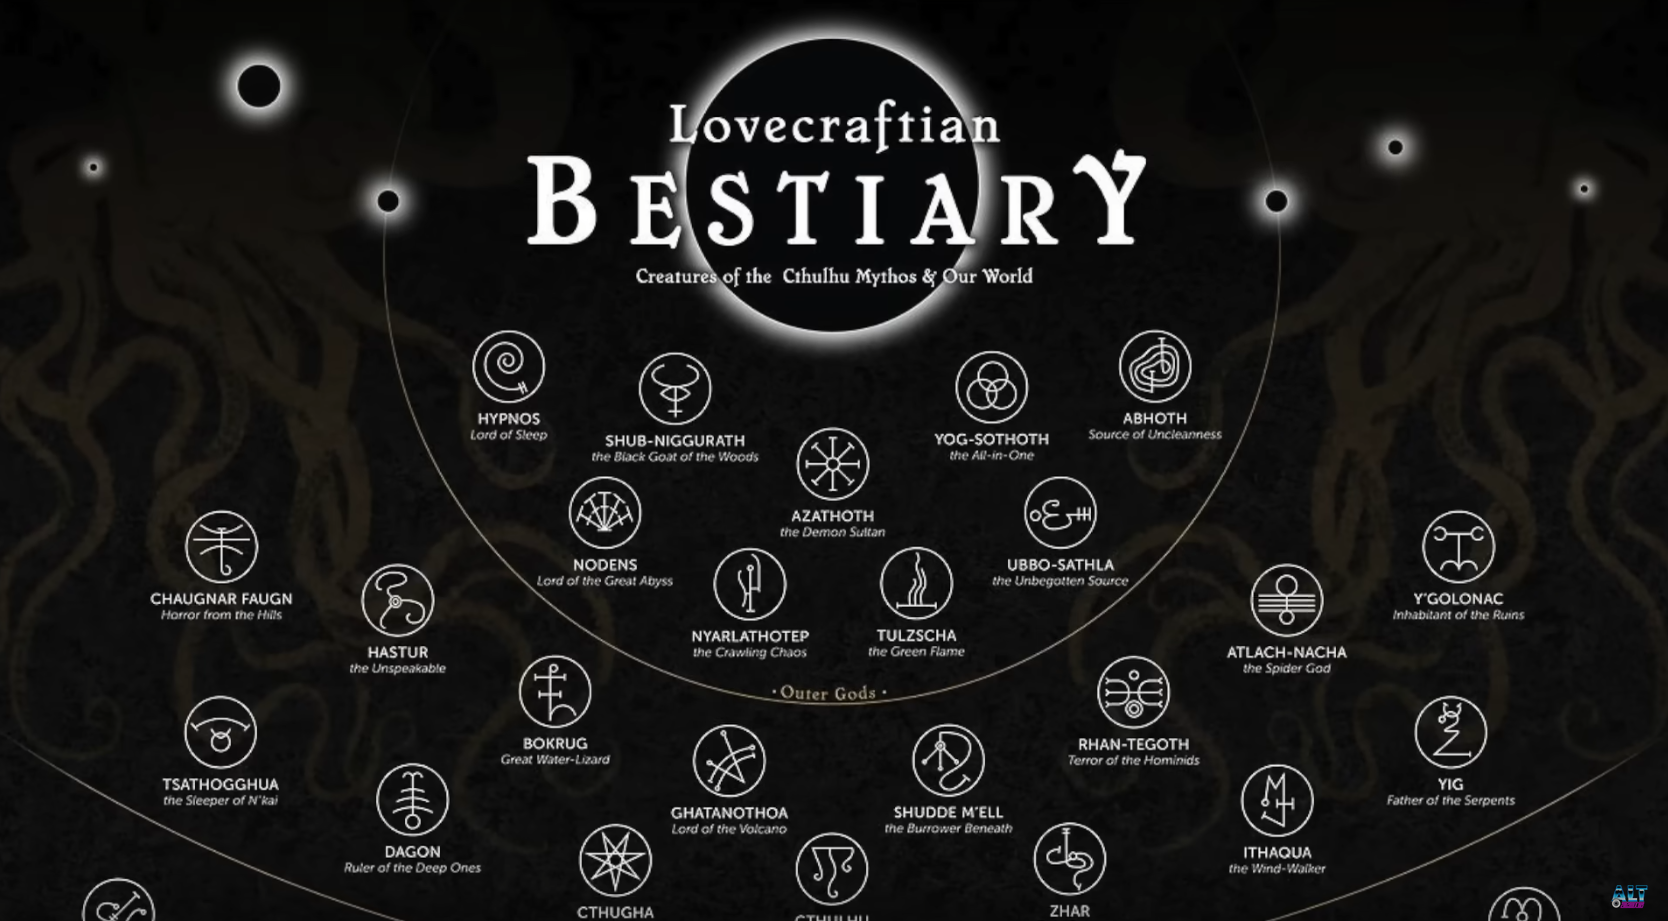 Lovecraftian
BESTIARY
Creatures of the Cthulhu Mythos & Our World
HYPNOS
Lord of Sleep
SHUB-NIGGURATH
the Black Goat of the Woods
YOG-SOTHOTH
the All-in-One
ABHOTH
Source of Uncleanness
AZATHOTH
the Demon Sultan
NODENS
Lord of the Great Abyss
UBBO-SATHLA
the Unbegotten Source
CHAUGNAR FAUGN
Horror from the Hills
HASTUR
the Unspeakable
NYARLATHOTEP
the Crawling Chaos
TULZSCHA
the Green Flame
ATLACH-NACHA
the Spider God
Y'GOLONAC
Inhabitant of the Ruins
· Outer Gods ·
TSATHOGGHUA
the Sleeper of N'kai
BOKRUG
Great Water-Lizard
RHAN-TEGOTH
Terror of the Hominids
YIG
Father of the Serpents
DAGON
Ruler of the Deep Ones
GHATANOTHOA
Lord of the Volcano
SHUDDE M'ELL
the Burrower Beneath
ITHAQUA
the Wind-Walker
CTHUGHA
CTHULHU
ZHAR
ALT